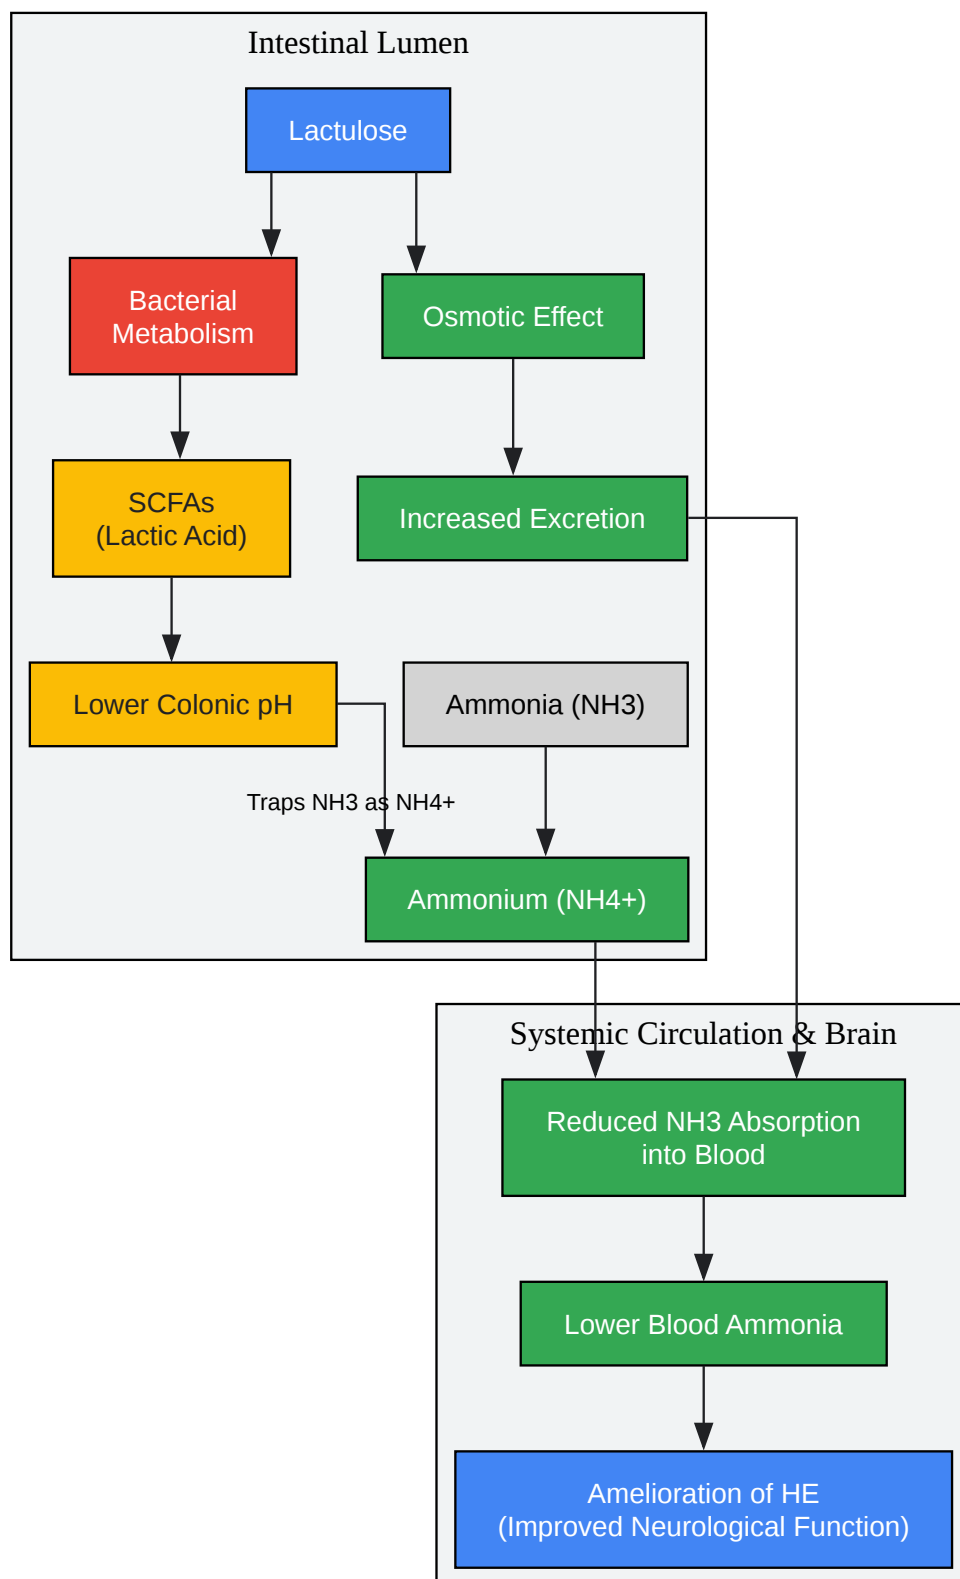 Intestinal Lumen
Lactulose
Bacterial
Metabolism
Osmotic Effect
SCFAs
(Lactic Acid)
Increased Excretion
Lower Colonic pH
Ammonia (NH3)
Traps NH3 as NH4+
Ammonium (NH4+)
Systemic Circulation & Brain
Reduced NH3 Absorption
into Blood
Lower Blood Ammonia
Amelioration of HE
(Improved Neurological Function)